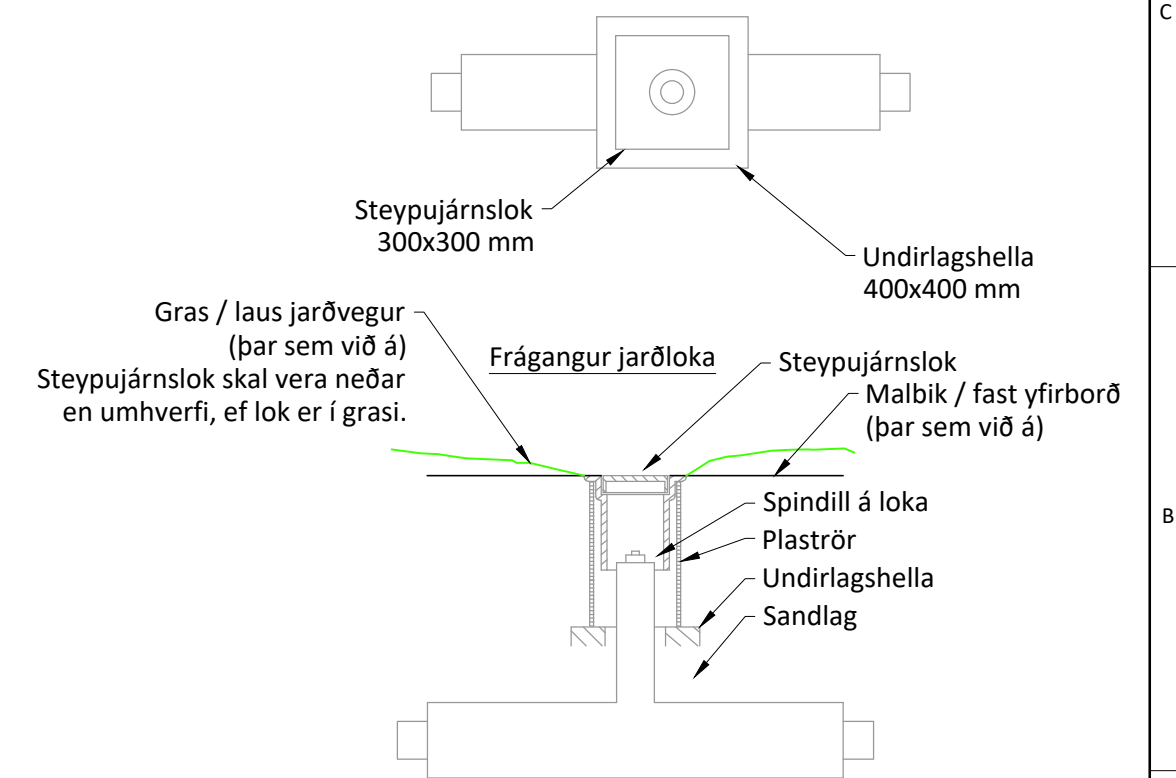 C
Steypujárnslok
300x300 mm
Undirlagshella
400x400 mm
Gras / laus jarðvegur
(þar sem við á)
Steypujárnslok skal vera neðar
en umhverfi, ef lok er í grasi.
Frágangur jarðloka
Steypujárnslok
Malbik / fast yfirborð
(þar sem við á)
Spindill á loka
Plaströr
Undirlagshella
Sandlag
B